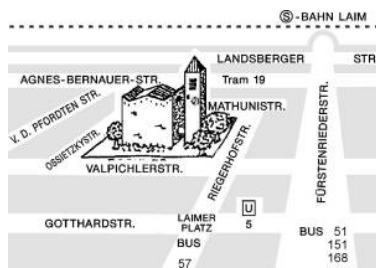 Ⓢ-BAHN LAIM
LANDSBERGER STR
AGNES-BERNAUER-STR.
Tram 19
MATHUNISTR.
V. D. PFORDTEN STR.
OSSIETZKYSTR.
VALPICHLERSTR.
RIEGERHOFSTR.
FÜRSTENRIEDERSTR.
GOTTHARDSTR.
LAIMER
PLATZ
U
5
BUS
57
BUS 51
151
168